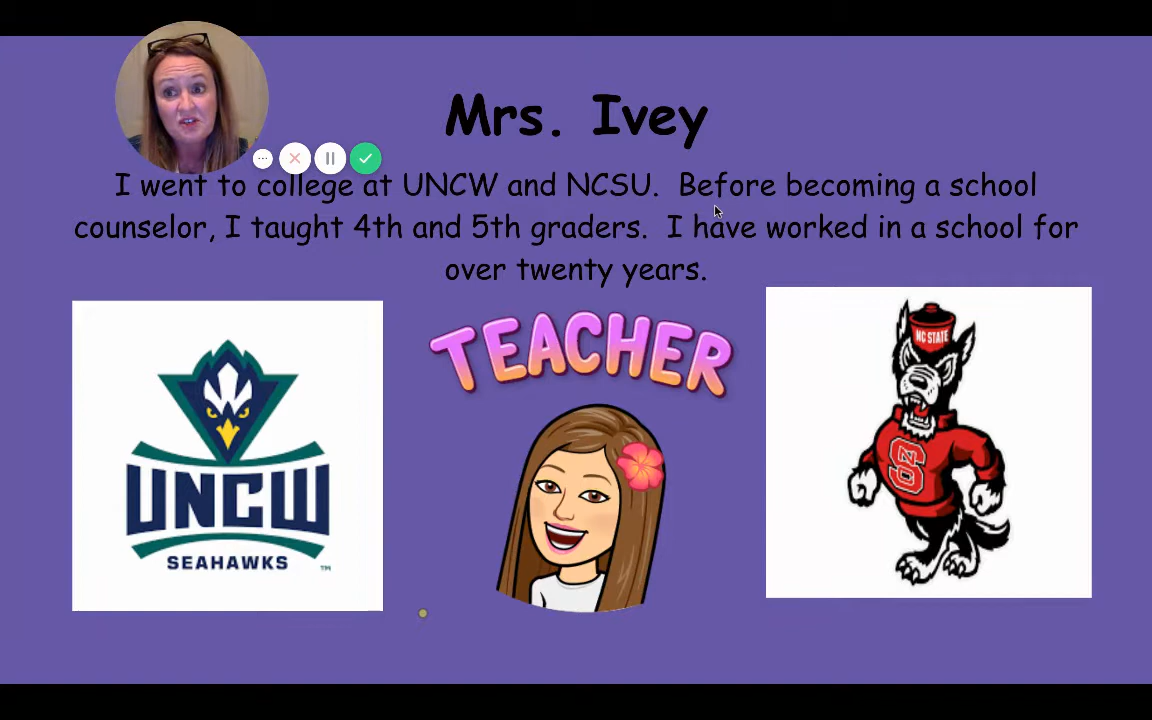 Mrs. Ivey
I went to college at UNCW and NCSU.  Before becoming a school
counselor, I taught 4th and 5th graders.  I have worked in a school for
over twenty years.
TEACHER
NC STATE
S
UNCW
SEAHAWKS
TM